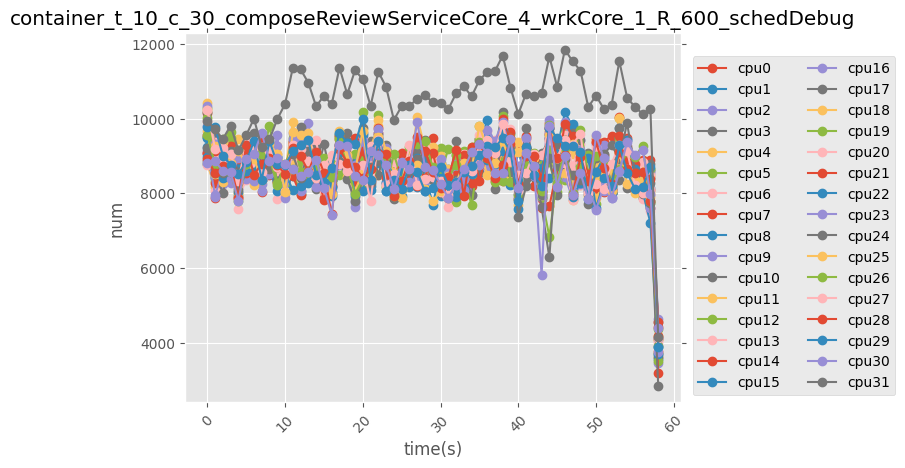 container_t_10_c_30_composeReviewServiceCore_4_wrkCore_1_R_600_schedDebug
12000
10000
8000
6000
4000
num
0
10
20
30
40
50
60
time(s)
cpu0
cpu1
cpu2
cpu3
cpu4
cpu5
cpu6
cpu7
cpu8
cpu9
cpu10
cpu11
cpu12
cpu13
cpu14
cpu15
cpu16
cpu17
cpu18
cpu19
cpu20
cpu21
cpu22
cpu23
cpu24
cpu25
cpu26
cpu27
cpu28
cpu29
cpu30
cpu31